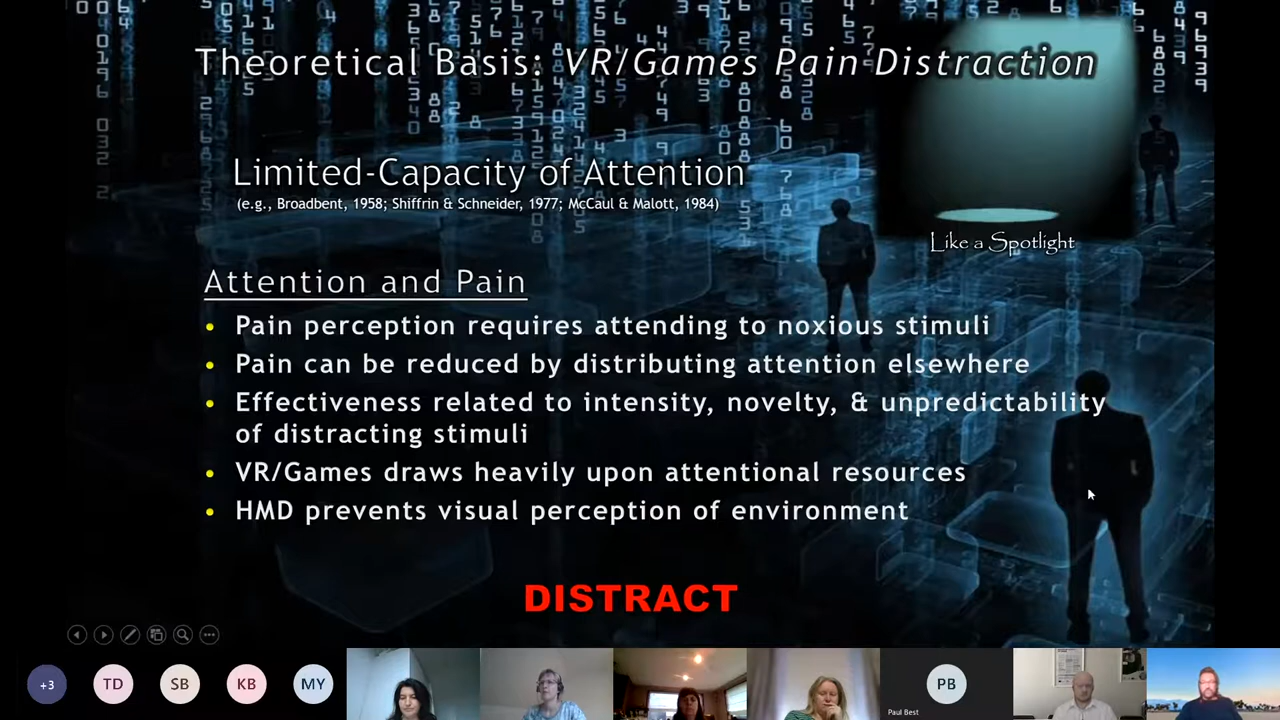 Theoretical Basis: VR/Games Pain Distraction
Limited-Capacity of Attention
(e.g., Broadbent, 1958; Shiffrin & Schneider, 1977; McCaul & Malott, 1984)
Like a Spotlight
Attention and Pain
• Pain perception requires attending to noxious stimuli
• Pain can be reduced by distributing attention elsewhere
• Effectiveness related to intensity, novelty, & unpredictability
of distracting stimuli
• VR/Games draws heavily upon attentional resources
• HMD prevents visual perception of environment
DISTRACT
+3 TD SB KB MY PB
Paul Best